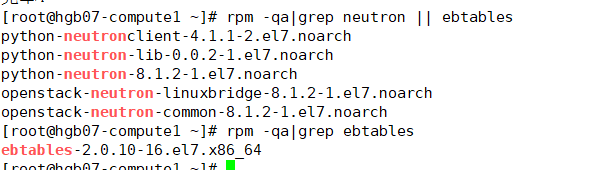 [root@hgb07-compute1 ~]# rpm -qa|grep neutron || ebtables
python-neutronclient-4.1.1-2.el7.noarch
python-neutron-lib-0.0.2-1.el7.noarch
python-neutron-8.1.2-1.el7.noarch
openstack-neutron-linuxbridge-8.1.2-1.el7.noarch
openstack-neutron-common-8.1.2-1.el7.noarch
[root@hgb07-compute1 ~]# rpm -qa|grep ebtables
ebtables-2.0.10-16.el7.x86_64
[root@hgb07-compute1 ~]#